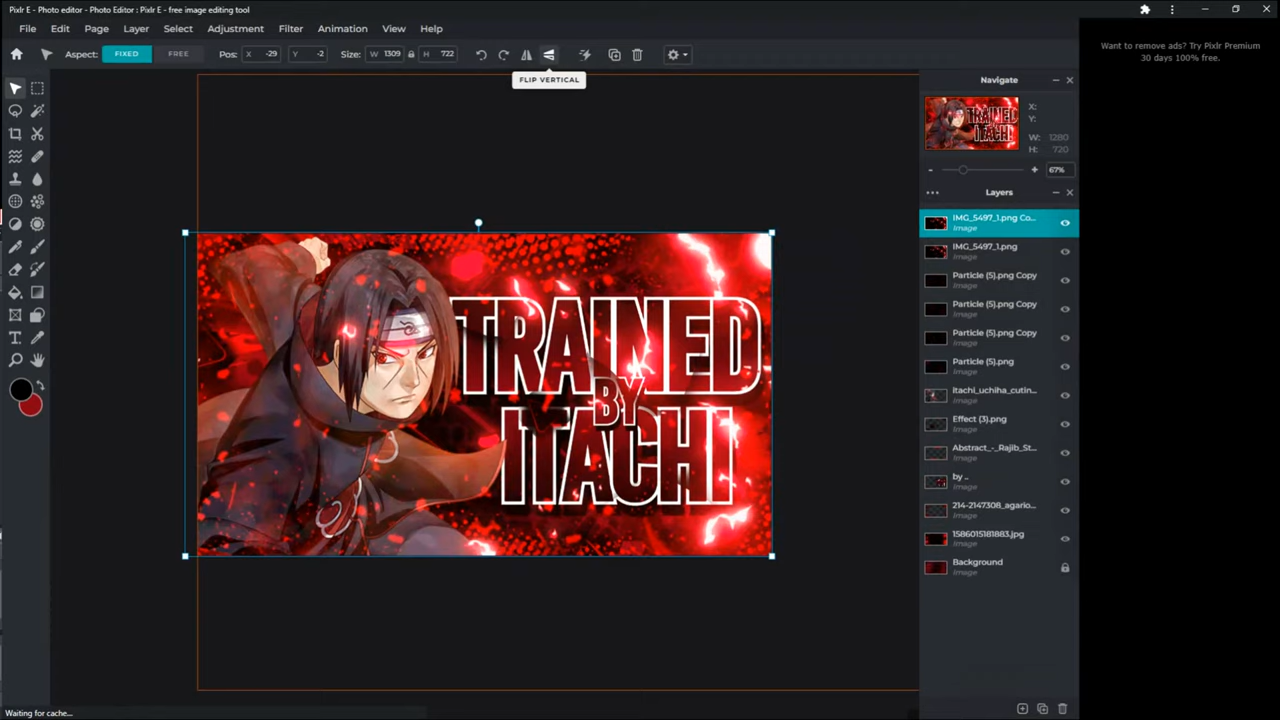 Pixlr E - Photo editor - Photo Editor : Pixlr E - free image editing tool
File Edit Page Layer Select Adjustment Filter Animation View Help
Aspect: FIXED FREE Pos: X -29 Y -2 Size: W 1309 H 722
FLIP VERTICAL
Want to remove ads? Try Pixlr Premium
30 days 100% free.
Navigate
TRAINED
ITACHI
X:
Y:
W: 1280
H: 720
- + 67%
Layers
IMG_5497_1.png Co...
Image
IMG_5497_1.png
Image
Particle (5).png Copy
Image
Particle (5).png Copy
Image
Particle (5).png Copy
Image
Particle (5).png
Image
itachi_uchiha_cutin...
Image
Effect (3).png
Image
Abstract_-_Rajib_St...
Image
by ..
Image
214-2147308_agario...
Image
1586015181883.jpg
Image
Background
Image
TRAINED
BY
ITACHI
Waiting for cache...